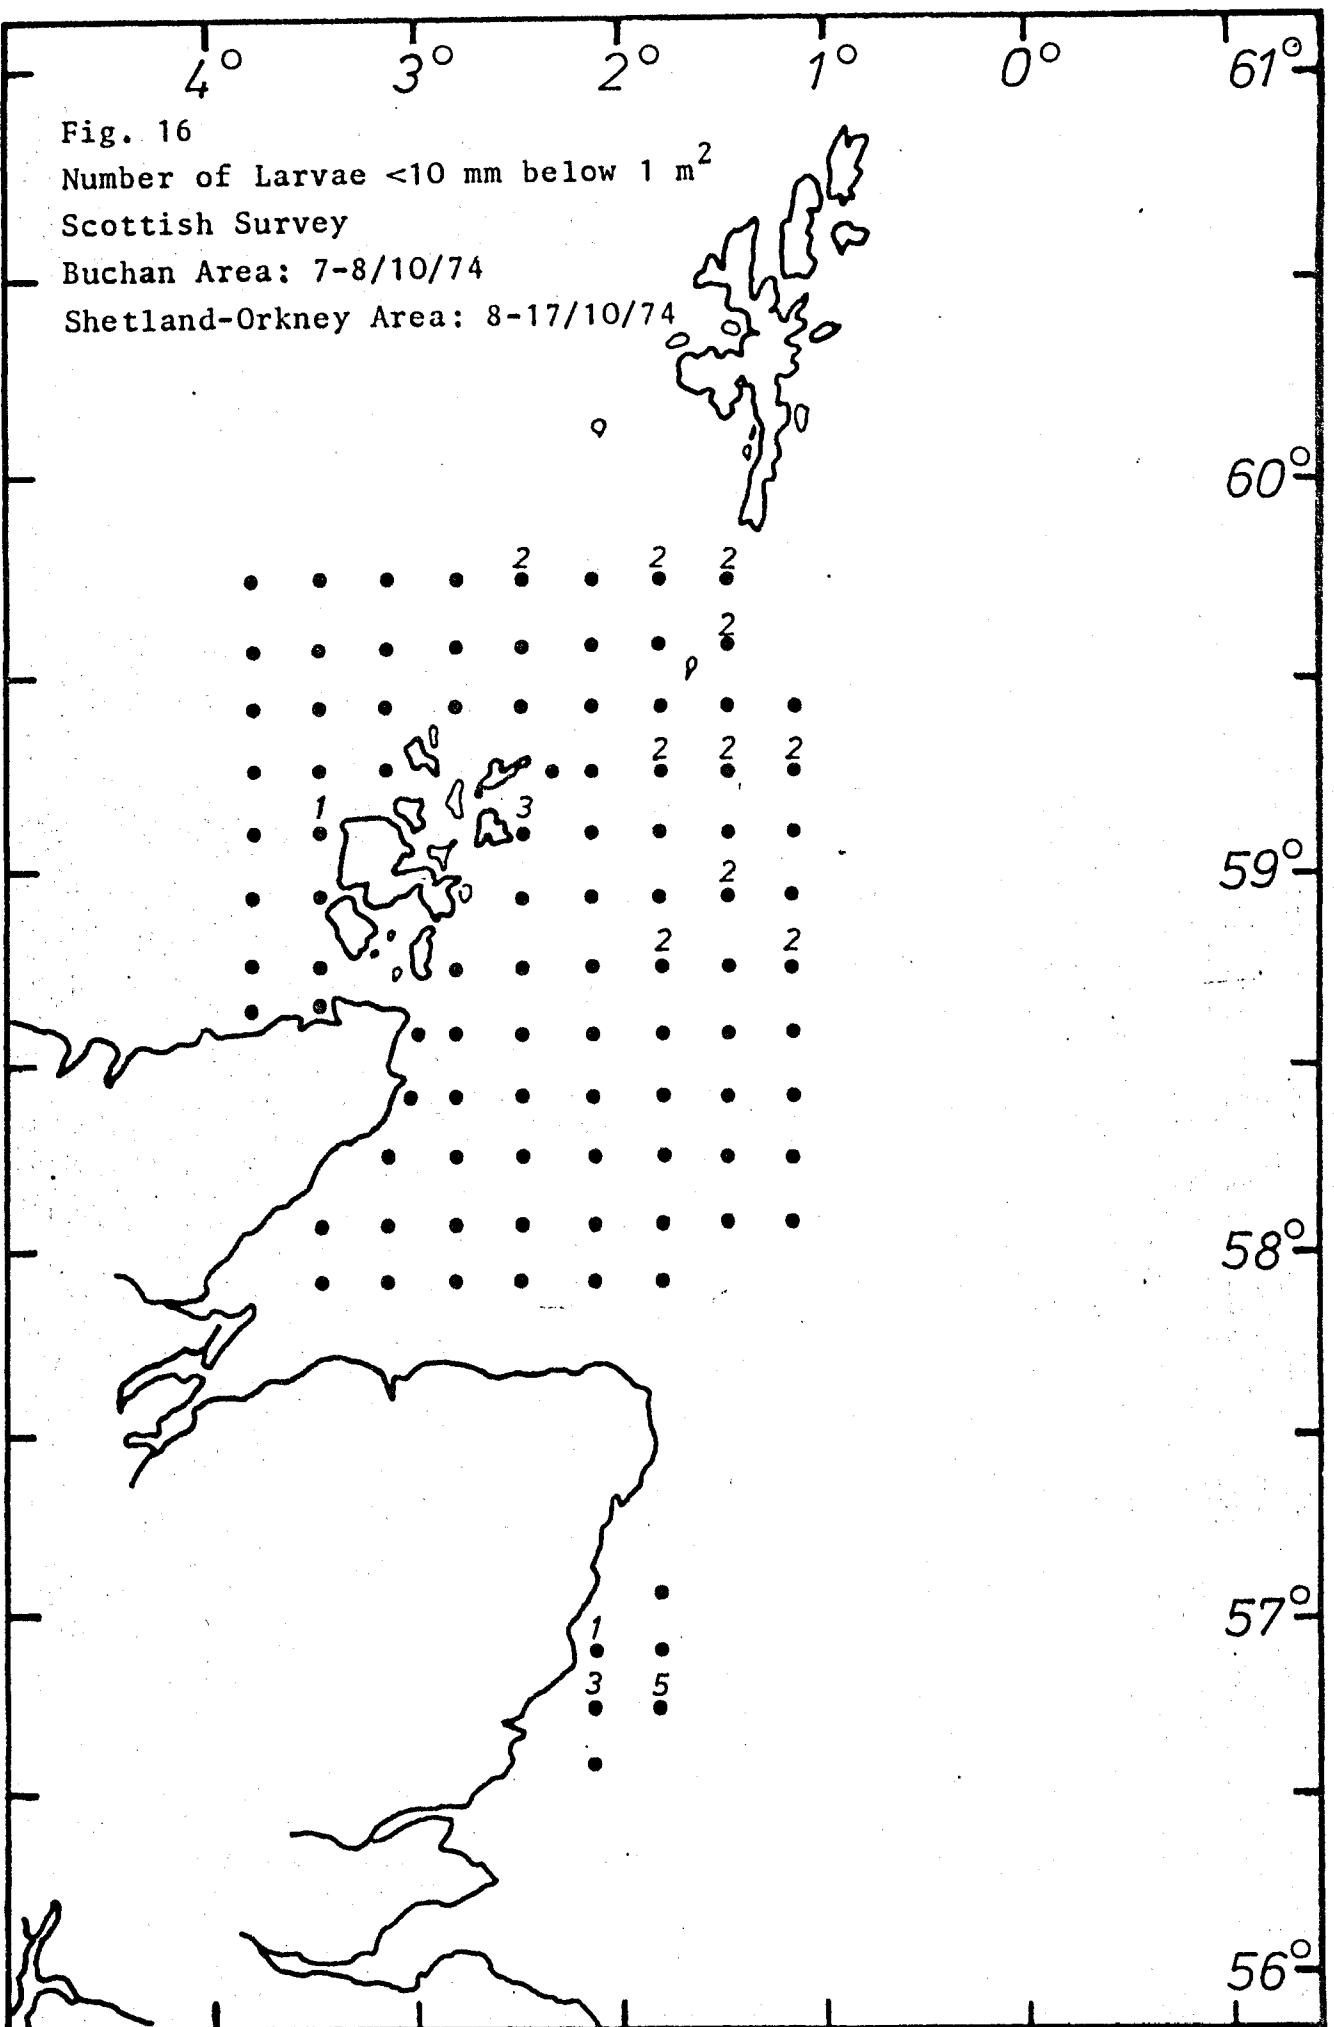 4° 3° 2° 1° 0° 61°
Fig. 16
Number of Larvae <10 mm below 1 m²
Scottish Survey
Buchan Area: 7-8/10/74
Shetland-Orkney Area: 8-17/10/74
60°
2 2 2
2
2 2 2
1 3
59°
2
2 2
58°
57°
1
3 5
56°